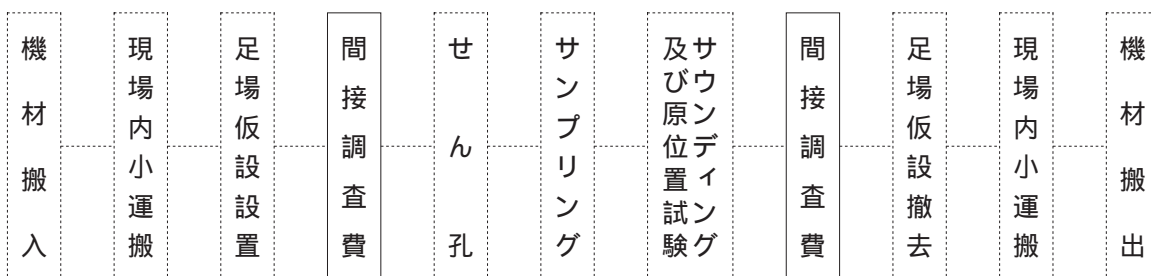 機材搬入
現場内小運搬
足場仮設設置
間接調査費
せん孔
サンプリング
サウンディング
及び原位置試験
間接調査費
足場仮設撤去
現場内小運搬
機材搬出